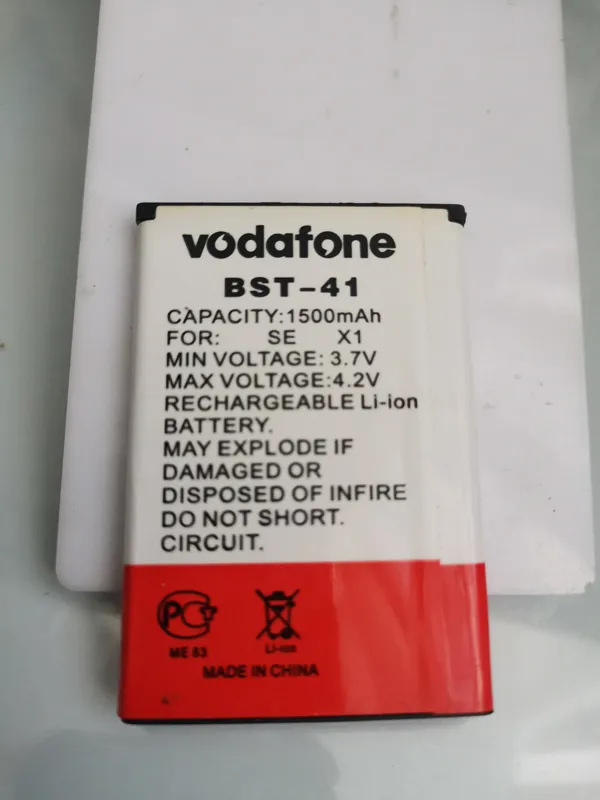 vodafone
BST-41
CAPACITY:1500mAh
FOR: SE X1
MIN VOLTAGE: 3.7V
MAX VOLTAGE:4.2V
RECHARGEABLE Li-ion
BATTERY.
MAY EXPLODE IF
DAMAGED OR
DISPOSED OF INFIRE
DO NOT SHORT.
CIRCUIT.
PC
ME 83 Li-ion
MADE IN CHINA